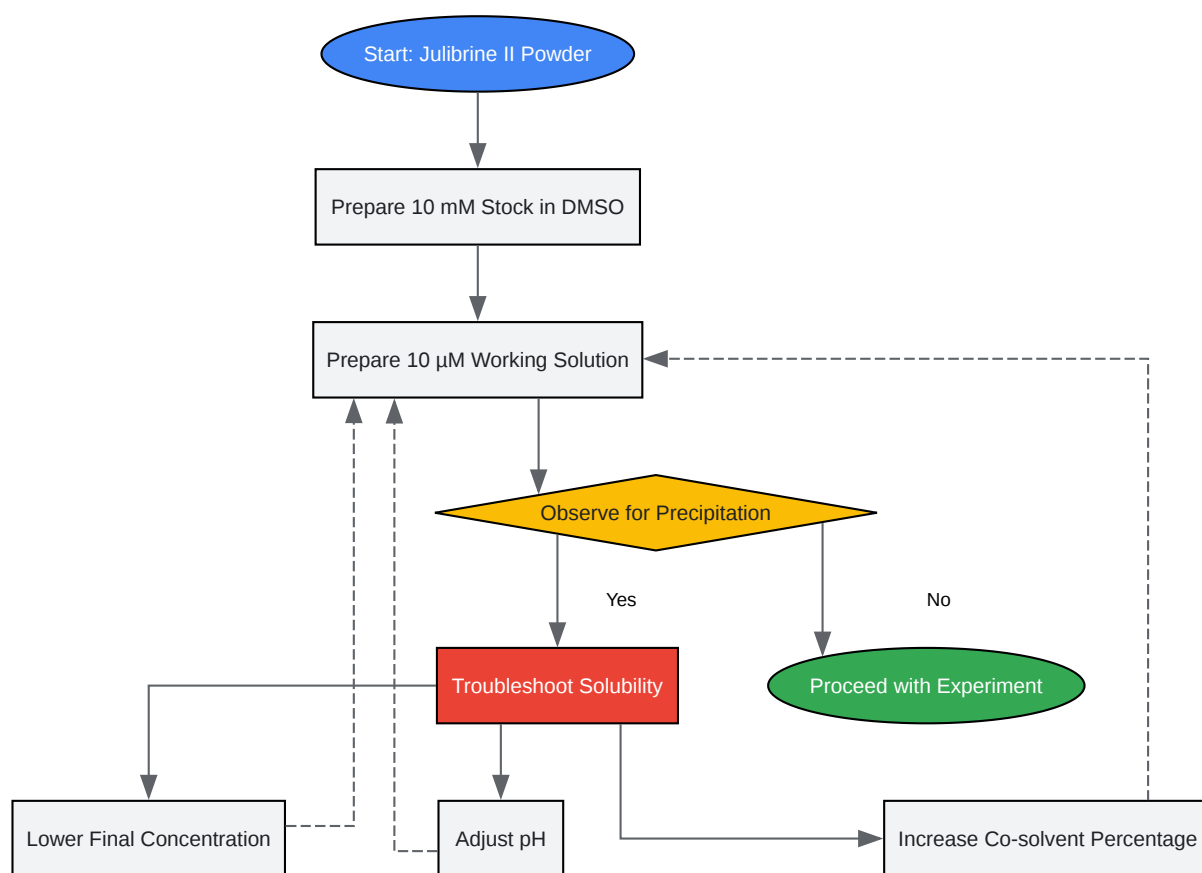 Start: Julibrine II Powder
Prepare 10 mM Stock in DMSO
Prepare 10 µM Working Solution
Observe for Precipitation
Yes
No
Troubleshoot Solubility
Proceed with Experiment
Lower Final Concentration
Adjust pH
Increase Co-solvent Percentage